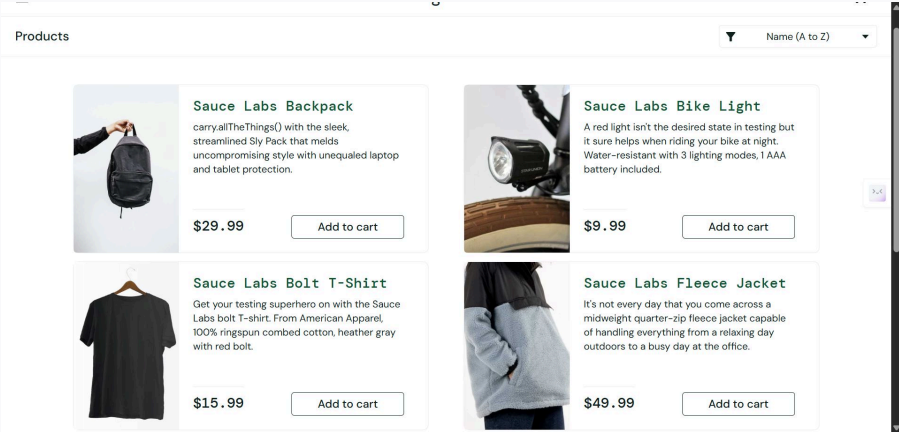 Products
Name (A to Z)
Sauce Labs Backpack
carry.allTheThings() with the sleek,
streamlined Sly Pack that melds
uncompromising style with unequaled laptop
and tablet protection.
$29.99
Add to cart
Sauce Labs Bike Light
A red light isn't the desired state in testing but
it sure helps when riding your bike at night.
Water-resistant with 3 lighting modes, 1 AAA
battery included.
$9.99
Add to cart
Sauce Labs Bolt T-Shirt
Get your testing superhero on with the Sauce
Labs bolt T-shirt. From American Apparel,
100% ringspun combed cotton, heather gray
with red bolt.
$15.99
Add to cart
Sauce Labs Fleece Jacket
It's not every day that you come across a
midweight quarter-zip fleece jacket capable
of handling everything from a relaxing day
outdoors to a busy day at the office.
$49.99
Add to cart